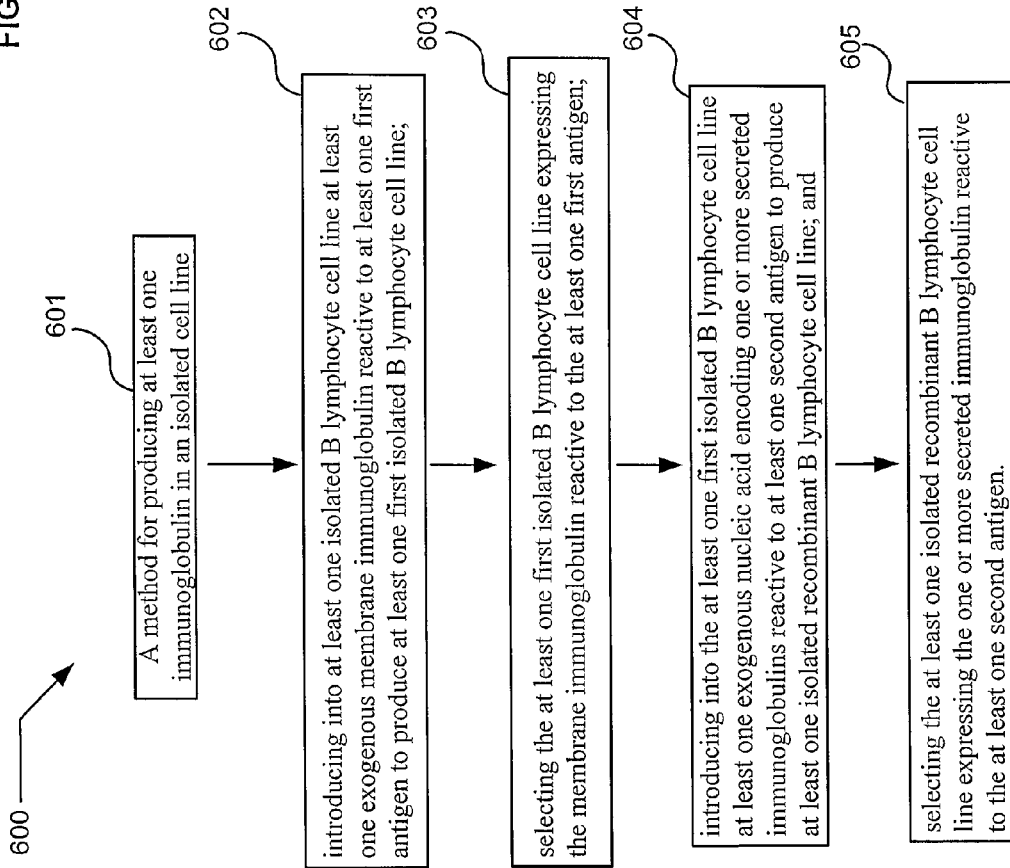 FIG
600
601
A method for producing at least one
immunoglobulin in an isolated cell line
602
introducing into at least one isolated B lymphocyte cell line at least
one exogenous membrane immunoglobulin reactive to at least one first
antigen to produce at least one first isolated B lymphocyte cell line;
603
selecting the at least one first isolated B lymphocyte cell line expressing
the membrane immunoglobulin reactive to the at least one first antigen;
604
introducing into the at least one first isolated B lymphocyte cell line
at least one exogenous nucleic acid encoding one or more secreted
immunoglobulins reactive to at least one second antigen to produce
at least one isolated recombinant B lymphocyte cell line; and
605
selecting the at least one isolated recombinant B lymphocyte cell
line expressing the one or more secreted immunoglobulin reactive
to the at least one second antigen.